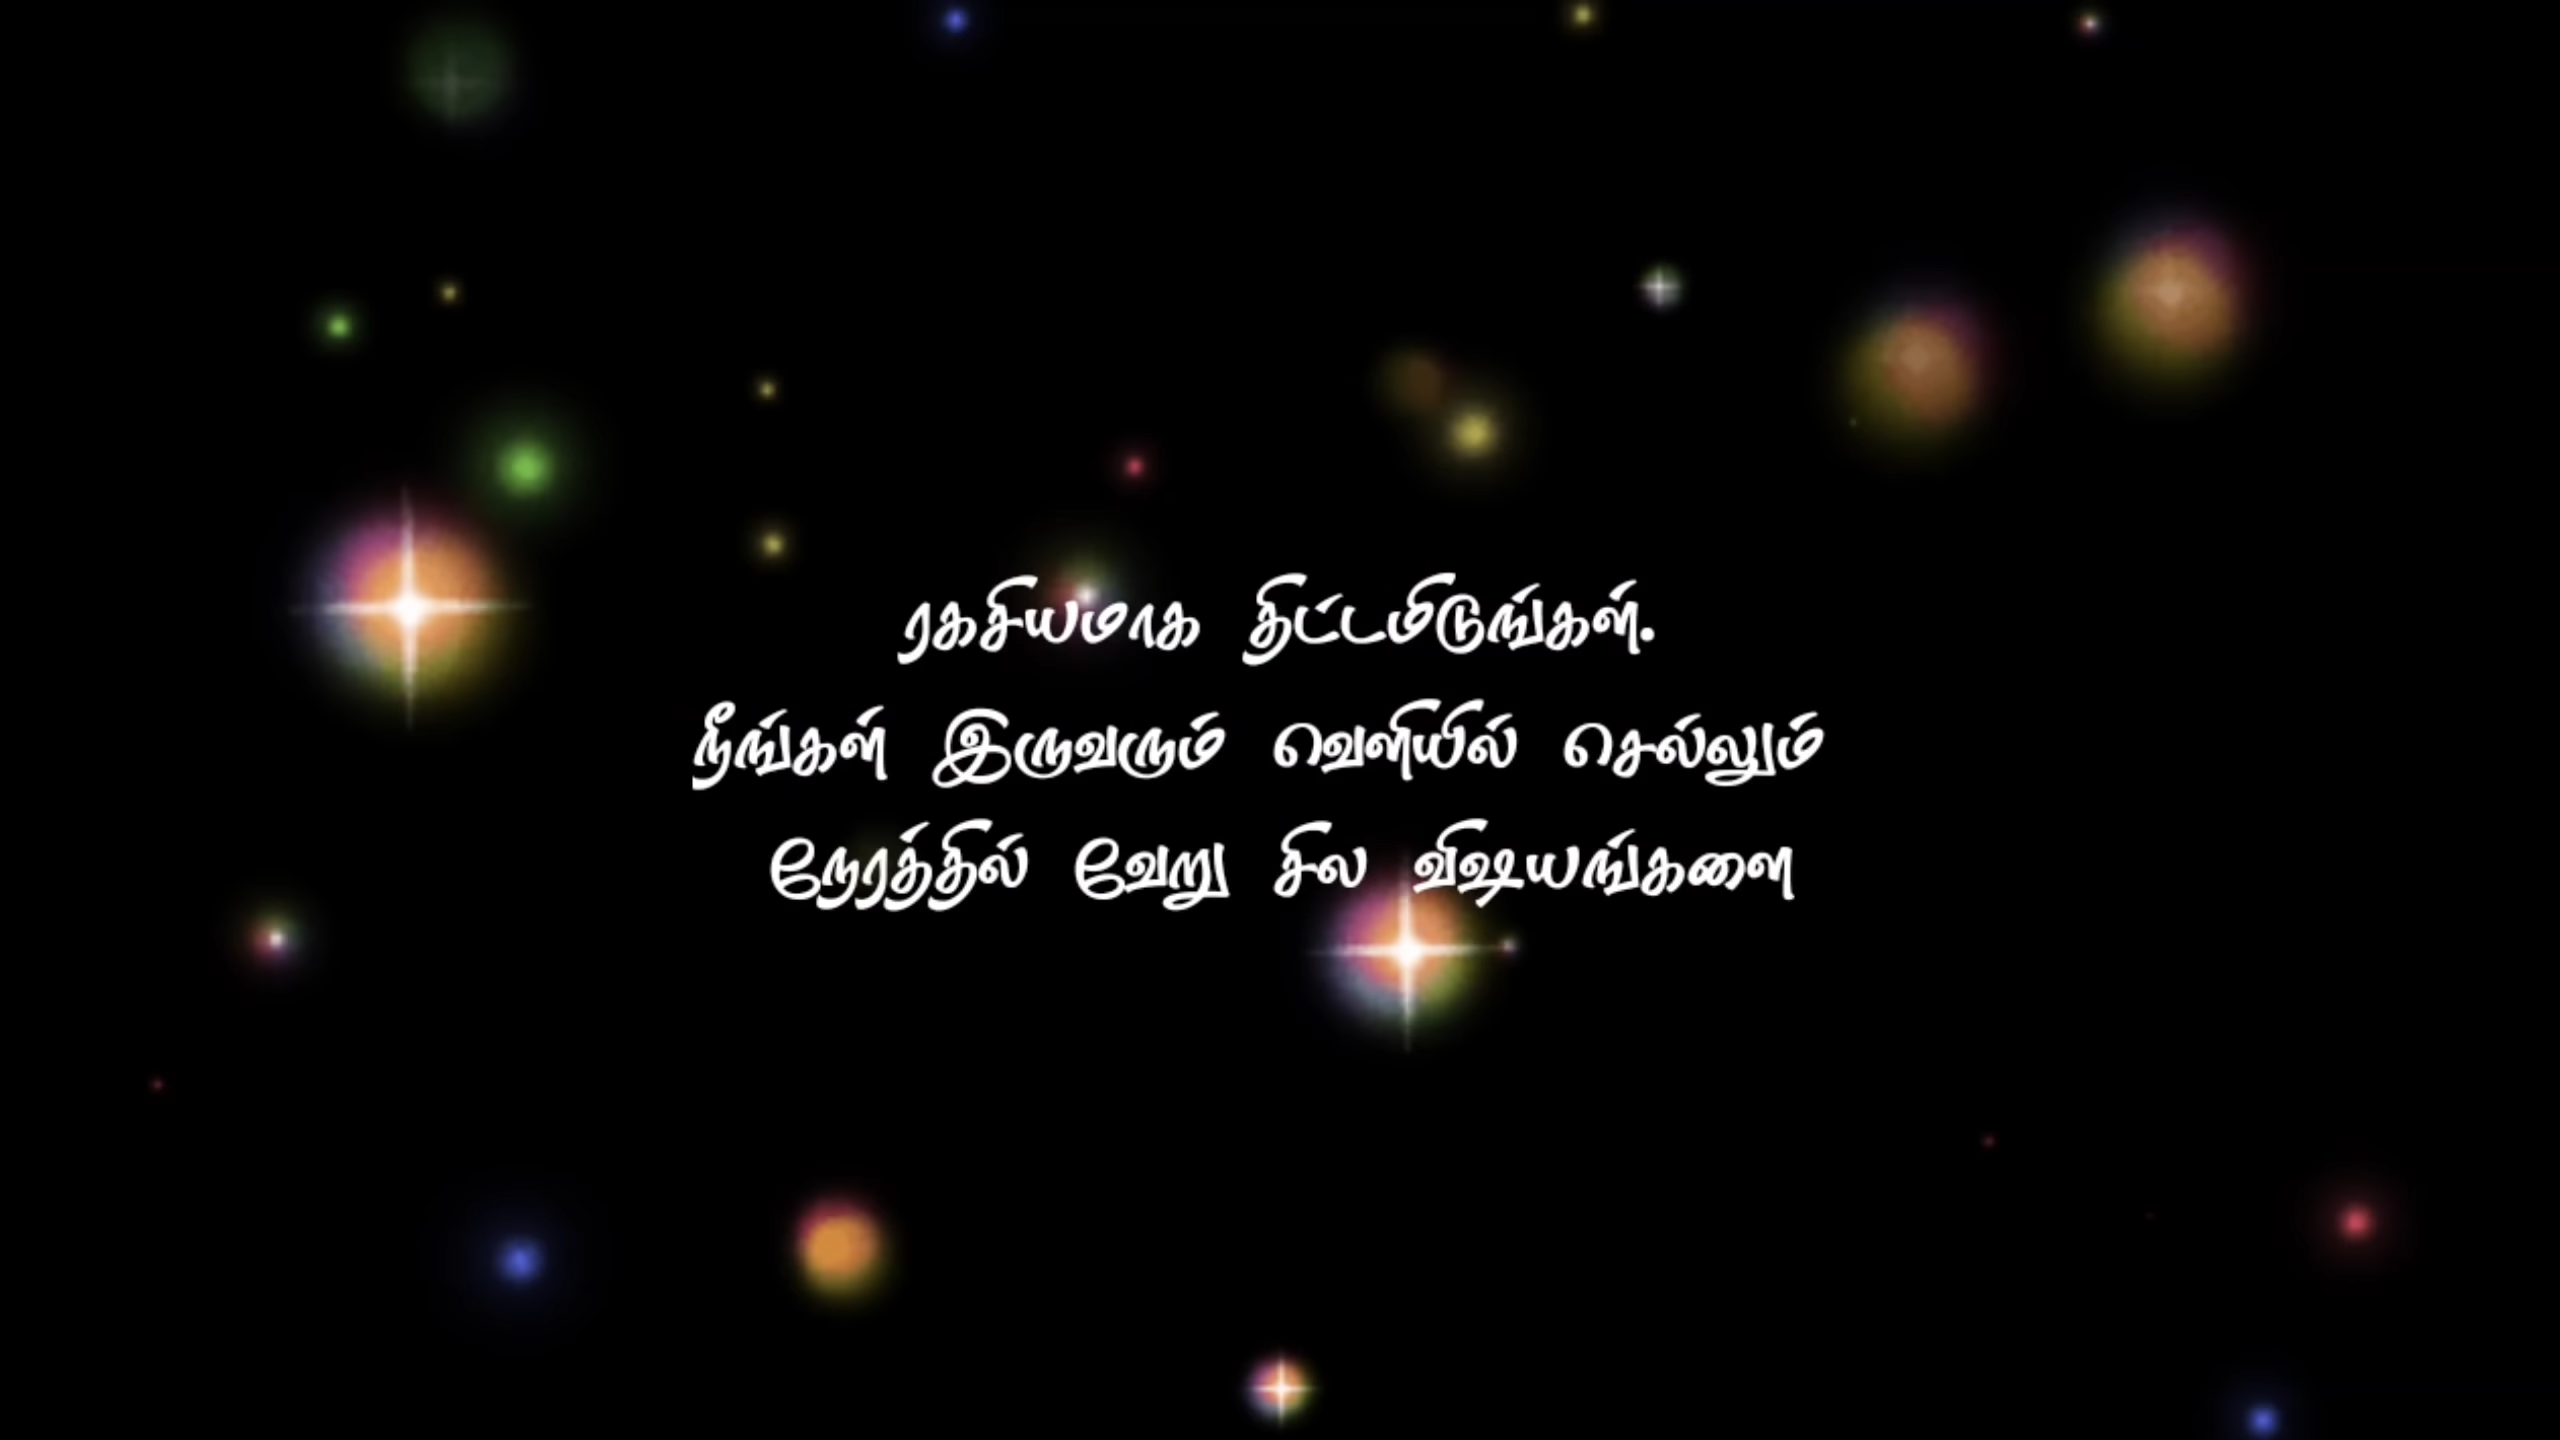 ரகசியமாக திட்டமிடுங்கள்.
நீங்கள் இருவரும் வெளியில் செல்லும்
நேரத்தில் வேறு சில விஷயங்களை